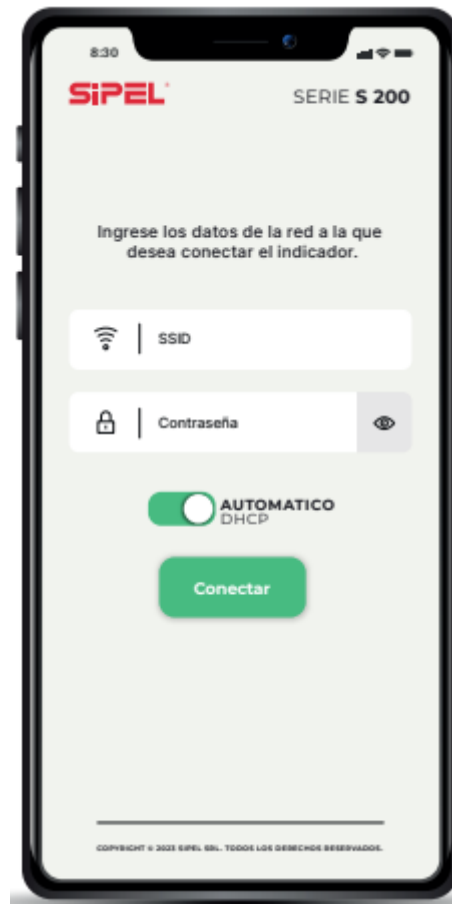 8:30
SiPEL®
SERIE S 200
Ingrese los datos de la red a la que
desea conectar el indicador.
SSID
Contraseña
AUTOMATICO
DHCP
Conectar
COPYRIGHT © 2023 SIPEL SRL. TODOS LOS DERECHOS RESERVADOS.